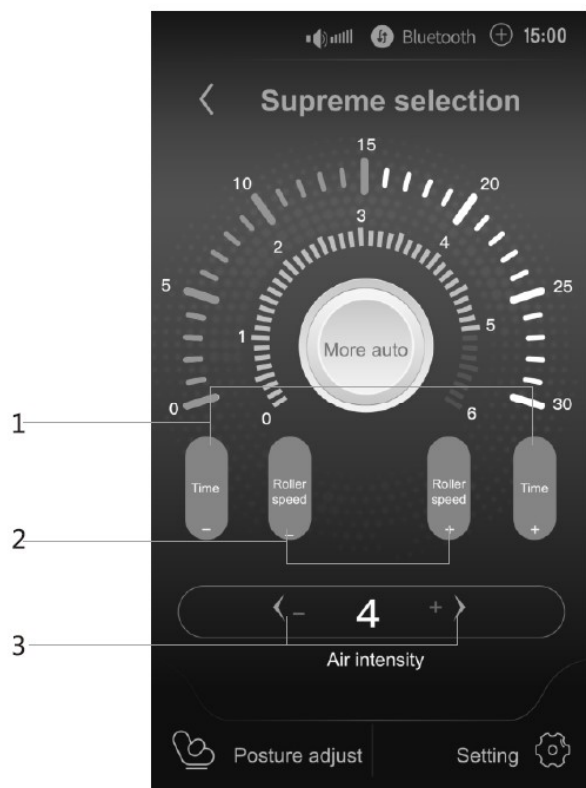 Bluetooth 15:00
Supreme selection
15
10 20
3
2 4
5 25
1 5
More auto
0 0 6 30
1
Time - Roller speed - Roller speed + Time +
2
- 4 +
3
Air intensity
Posture adjust Setting